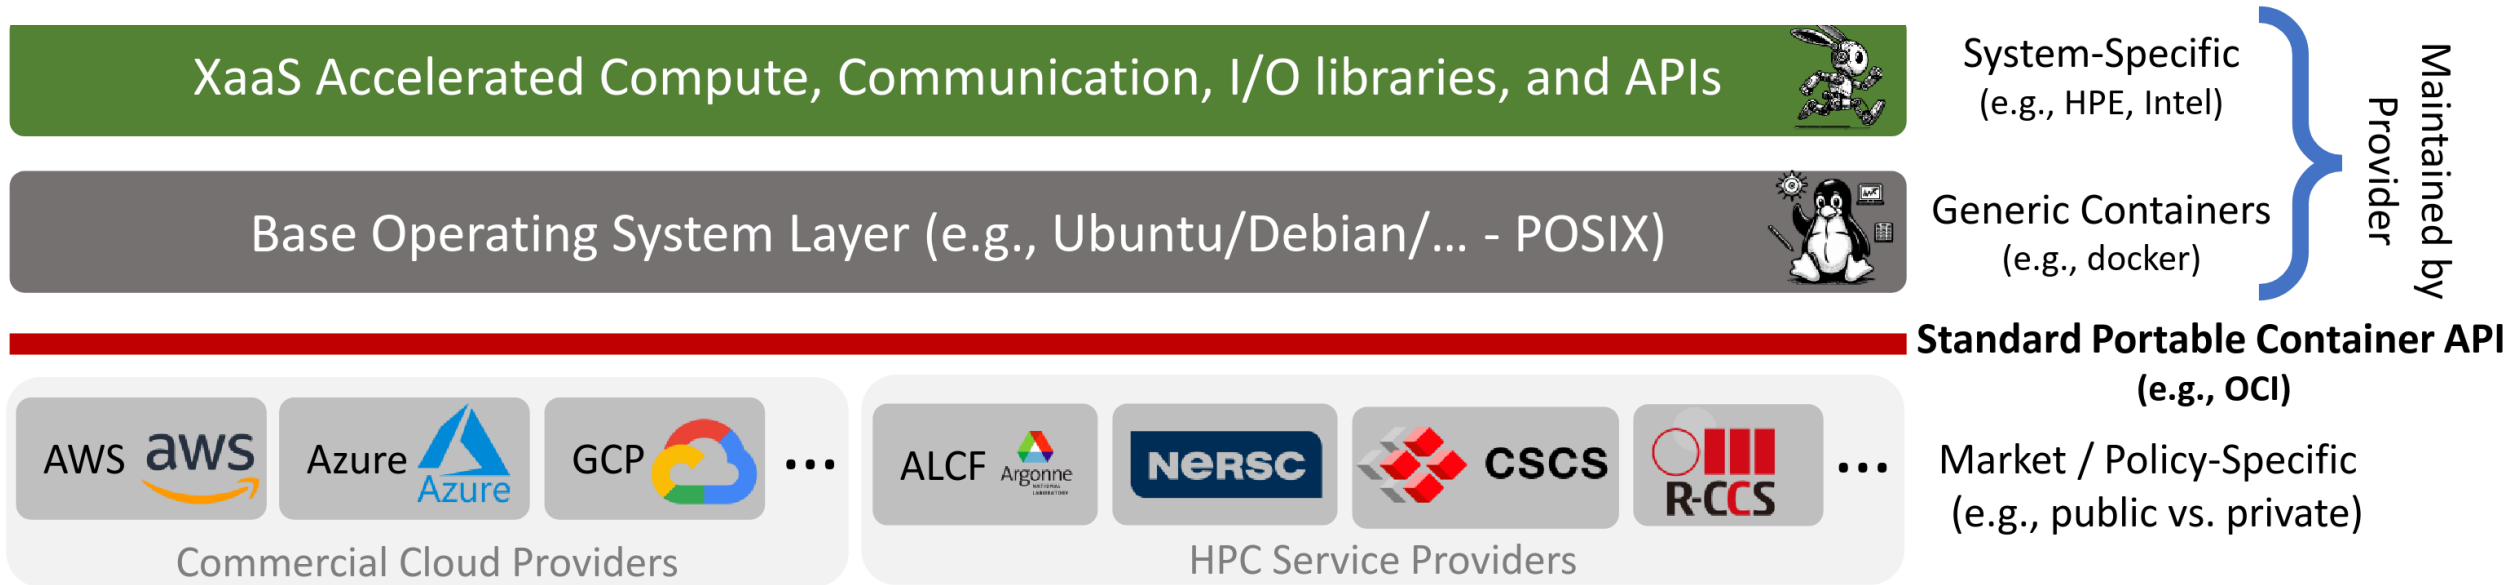 XaaS Accelerated Compute, Communication, I/O libraries, and APIs
System-Specific
(e.g., HPE, Intel)
Base Operating System Layer (e.g., Ubuntu/Debian/... - POSIX)
Generic Containers
(e.g., docker)
Maintained by
Provider
Standard Portable Container API
(e.g., OCI)
AWS aws
Azure Azure
GCP
...
Commercial Cloud Providers
ALCF Argonne
NATIONAL
LABORATORY
NERSC
CSCS
R-CCS
...
HPC Service Providers
Market / Policy-Specific
(e.g., public vs. private)